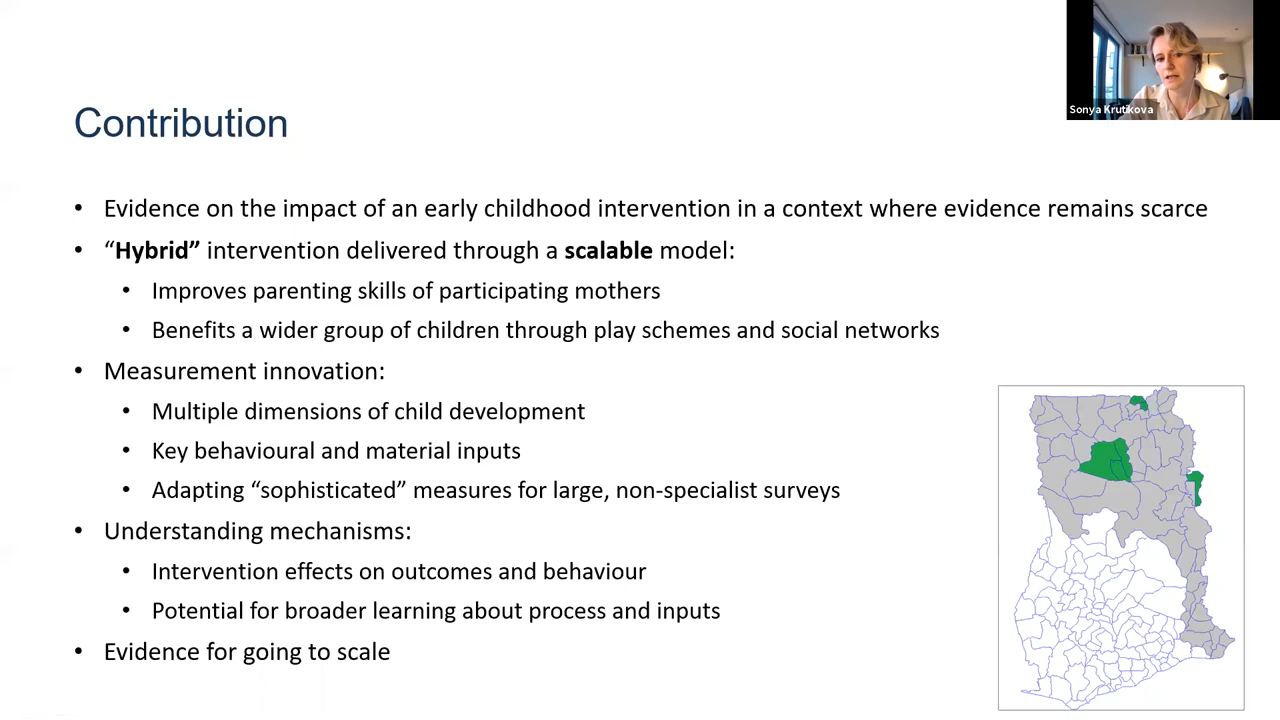 Sonya Krutikova
Contribution
• Evidence on the impact of an early childhood intervention in a context where evidence remains scarce
• “Hybrid” intervention delivered through a scalable model:
• Improves parenting skills of participating mothers
• Benefits a wider group of children through play schemes and social networks
• Measurement innovation:
• Multiple dimensions of child development
• Key behavioural and material inputs
• Adapting “sophisticated” measures for large, non-specialist surveys
• Understanding mechanisms:
• Intervention effects on outcomes and behaviour
• Potential for broader learning about process and inputs
• Evidence for going to scale